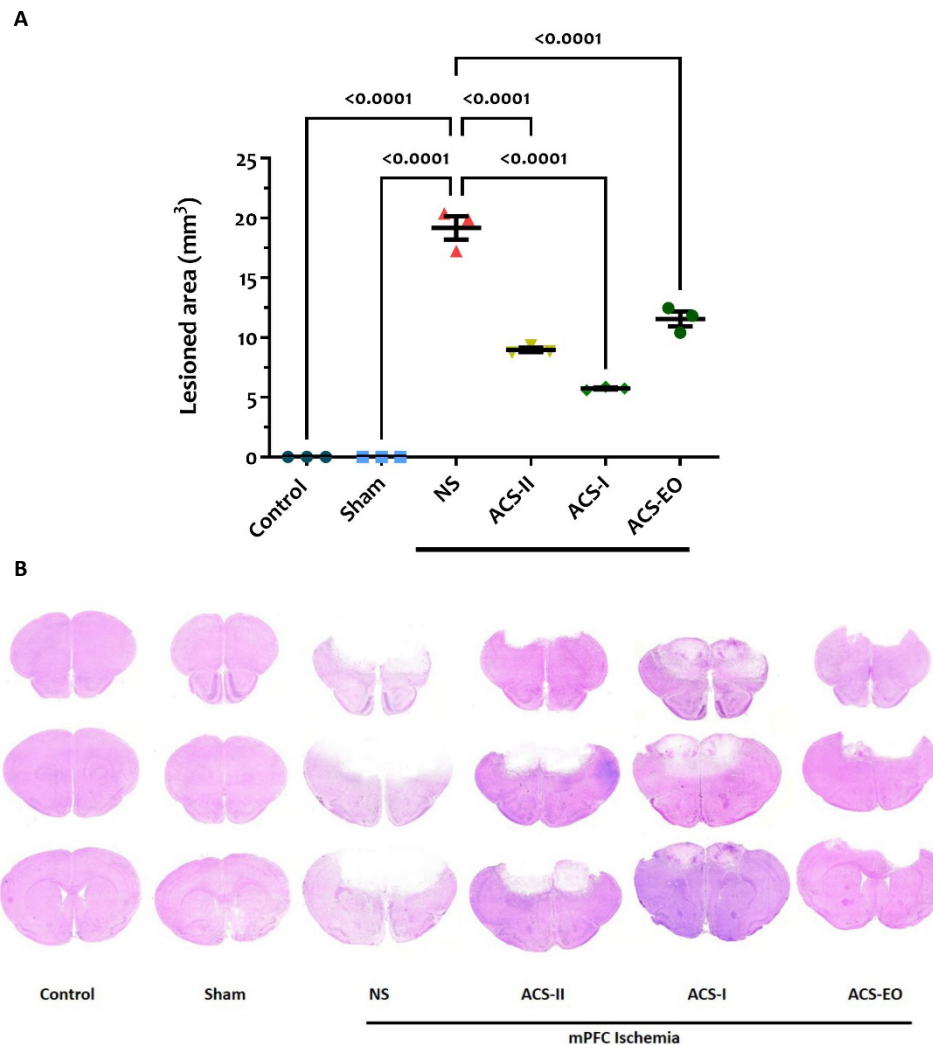 A
<0.0001
<0.0001 <0.0001
<0.0001 <0.0001
Lesioned area (mm³)
25
20
15
10
5
0
Control Sham NS ACS-II ACS-I ACS-EO
B
Control Sham NS ACS-II ACS-I ACS-EO
mPFC Ischemia